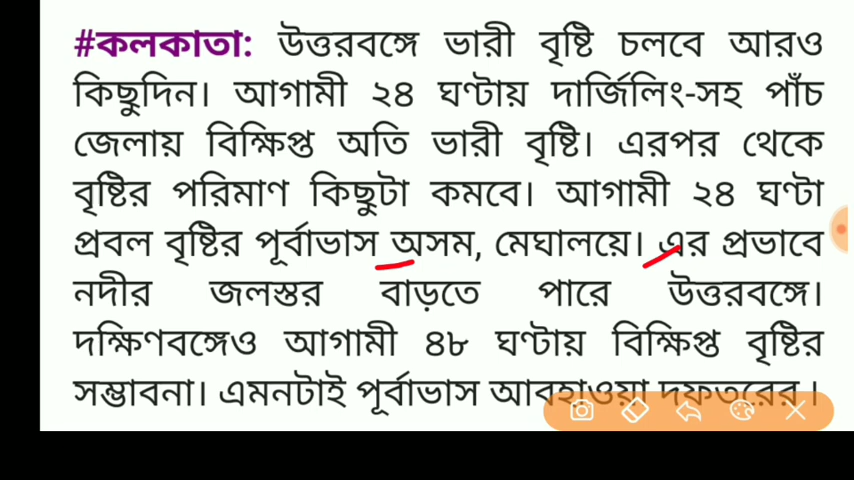 #কলকাতা: উত্তরবঙ্গে ভারী বৃষ্টি চলবে আরও
কিছুদিন। আগামী ২৪ ঘণ্টায় দার্জিলিং-সহ পাঁচ
জেলায় বিক্ষিপ্ত অতি ভারী বৃষ্টি। এরপর থেকে
বৃষ্টির পরিমাণ কিছুটা কমবে। আগামী ২৪ ঘণ্টা
প্রবল বৃষ্টির পূর্বাভাস অসম, মেঘালয়ে। এর প্রভাবে
নদীর জলস্তর বাড়তে পারে উত্তরবঙ্গে।
দক্ষিণবঙ্গেও আগামী ৪৮ ঘণ্টায় বিক্ষিপ্ত বৃষ্টির
সম্ভাবনা। এমনটাই পূর্বাভাস আবহাওয়া দফতরের।